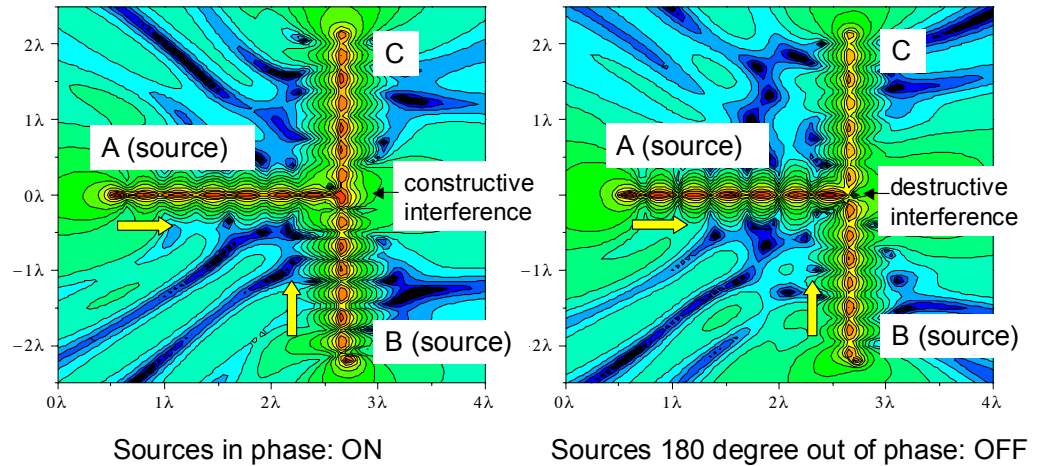 2λ
1λ
0λ
−1λ
−2λ
0λ
1λ
2λ
3λ
4λ
C
A (source)
constructive
interference
B (source)
Sources in phase: ON
2λ
1λ
0λ
−1λ
−2λ
0λ
1λ
2λ
3λ
4λ
C
A (source)
destructive
interference
B (source)
Sources 180 degree out of phase: OFF